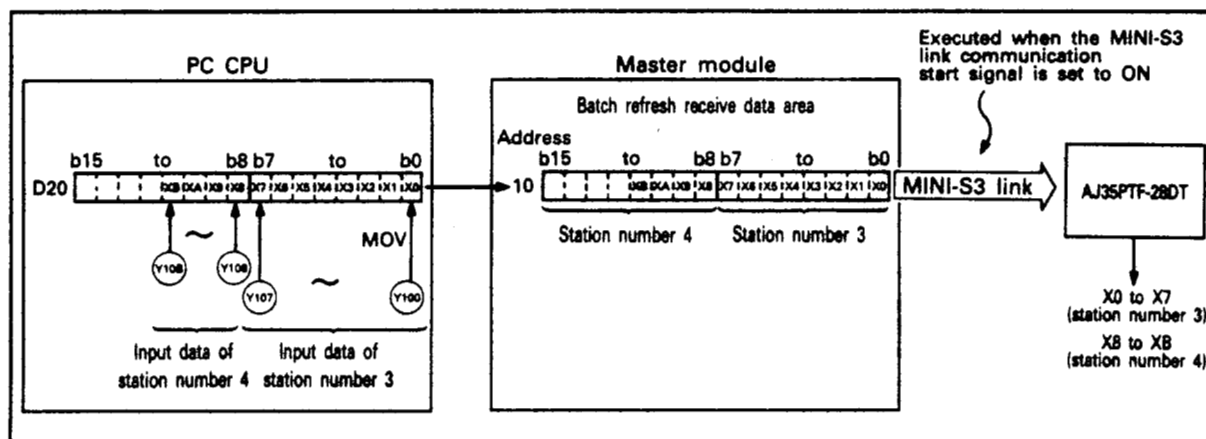 Executed when the MINI-S3
link communication
start signal is set to ON
PC CPU
Master module
Batch refresh receive data area
Address
b15 to b8 b7 to b0
D20 XB XA X9 X8 X7 X6 X5 X4 X3 X2 X1 X0
MOV
Y10B ~ Y108 Y107 ~ Y100
Input data of
station number 4
Input data of
station number 3
b15 to b8 b7 to b0
10 XB XA X9 X8 X7 X6 X5 X4 X3 X2 X1 X0
Station number 4 Station number 3
MINI-S3 link
AJ35PTF-28DT
X0 to X7
(station number 3)
X8 to XB
(station number 4)